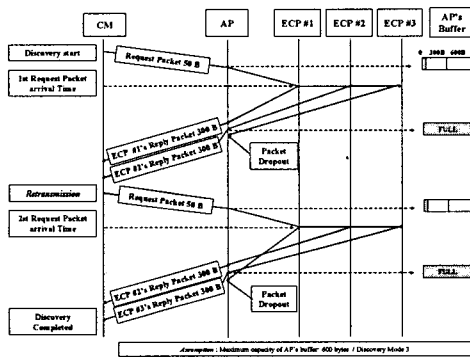 CM
AP
ECP #1
ECP #2
ECP #3
AP's
Buffer
Discovery start
Request Packet 50 B
0 300B 600B
1st Request Packet
arrival Time
ECP #1's Reply Packet 300 B
ECP #2's Reply Packet 300 B
FULL
Packet
Dropout
Retransmission
Request Packet 50 B
2st Request Packet
arrival Time
ECP #2's Reply Packet 300 B
ECP #3's Reply Packet 300 B
FULL
Packet
Dropout
Discovery
Completed
Assumption : Maximum capacity of AP's buffer: 600 bytes / Discovery Mode 3